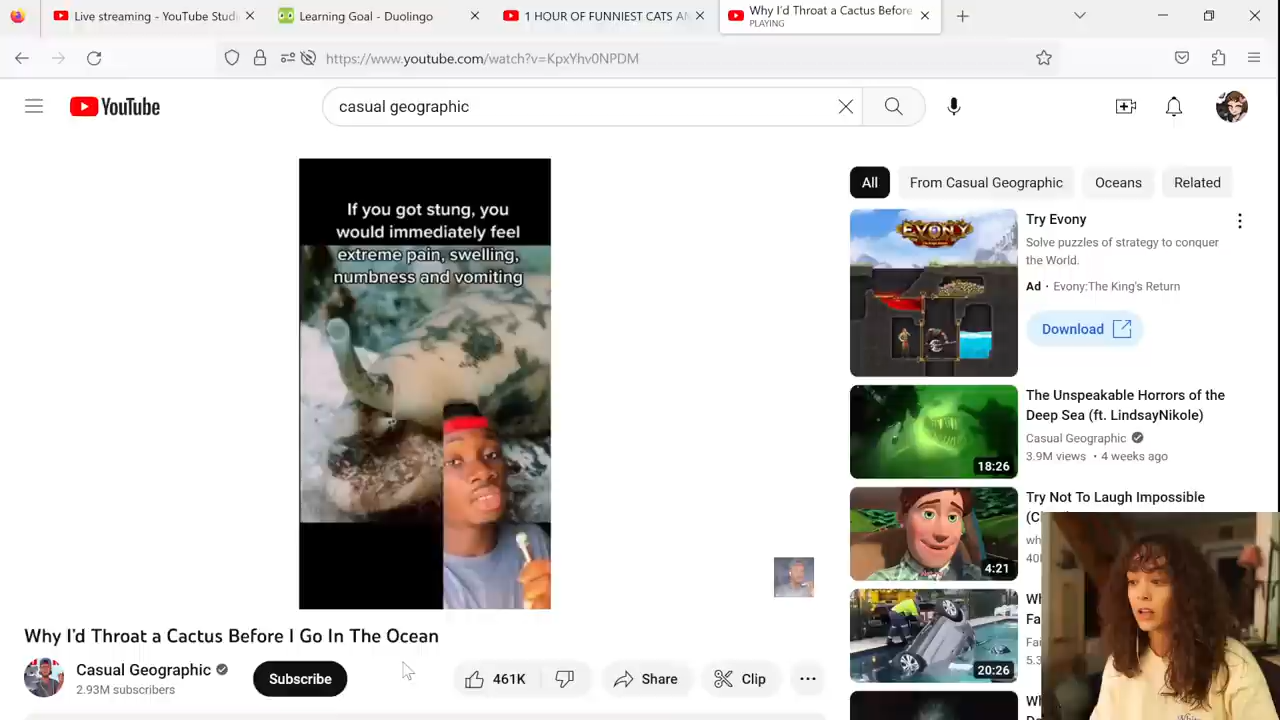 Live streaming - YouTube Stud
Learning Goal - Duolingo
1 HOUR OF FUNNIEST CATS A
Why I'd Throat a Cactus Before
PLAYING
https://www.youtube.com/watch?v=KpxYhv0NPDM
YouTube
casual geographic
All
From Casual Geographic
Oceans
Related
If you got stung, you
would immediately feel
extreme pain, swelling,
numbness and vomiting
EVONY
Try Evony
Solve puzzles of strategy to conquer
the World.
Ad • Evony:The King's Return
Download
The Unspeakable Horrors of the
Deep Sea (ft. LindsayNikole)
Casual Geographic
3.9M views • 4 weeks ago
18:26
Try Not To Laugh Impossible
4:21
20:26
5.3
Why I'd Throat a Cactus Before I Go In The Ocean
Casual Geographic
2.93M subscribers
Subscribe
461K
Share
Clip